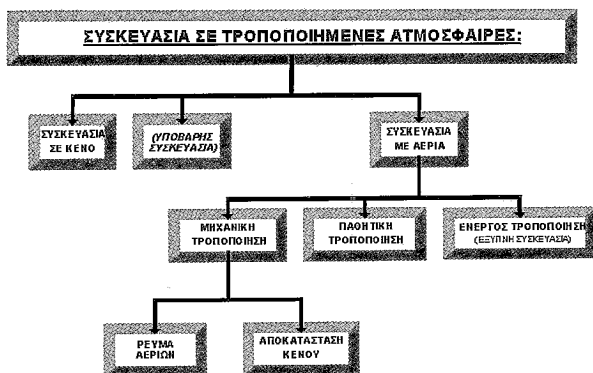 ΣΥΣΚΕΥΑΣΙΑ ΣΕ ΤΡΟΠΟΠΟΙΗΜΕΝΕΣ ΑΤΜΟΣΦΑΙΡΕΣ:
ΣΥΣΚΕΥΑΣΙΑ
ΣΕ ΚΕΝΟ
(ΥΠΟΒΑΡΗΣ
ΣΥΣΚΕΥΑΣΙΑ)
ΣΥΣΚΕΥΑΣΙΑ
ΜΕ ΑΕΡΙΑ
ΜΗΧΑΝΙΚΗ
ΤΡΟΠΟΠΟΙΗΣΗ
ΠΑΘΗΤΙΚΗ
ΤΡΟΠΟΠΟΙΗΣΗ
ΕΝΕΡΓΟΣ ΤΡΟΠΟΠΟΙΗΣΗ
(ΕΞΥΠΝΗ ΣΥΣΚΕΥΑΣΙΑ)
ΡΕΥΜΑ
ΑΕΡΙΩΝ
ΑΠΟΚΑΤΑΣΤΑΣΗ
ΚΕΝΟΥ